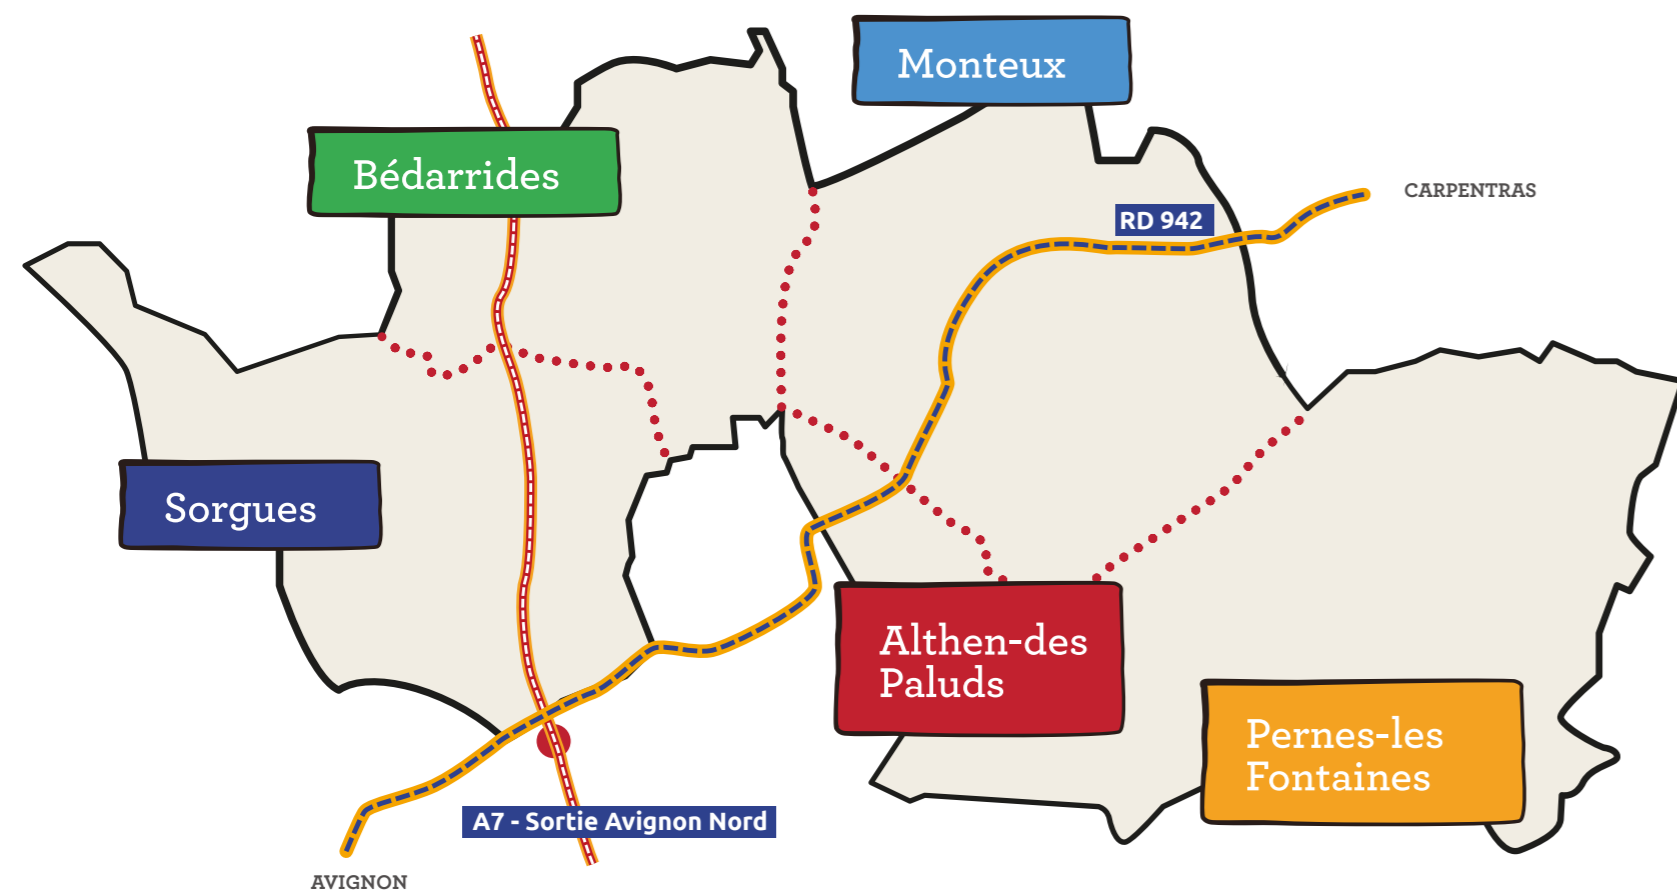 Monteux
Bédarrides
CARPENTRAS
RD 942
Sorgues
Althen-des
Paluds
Pernes-les
Fontaines
A7 - Sortie Avignon Nord
AVIGNON